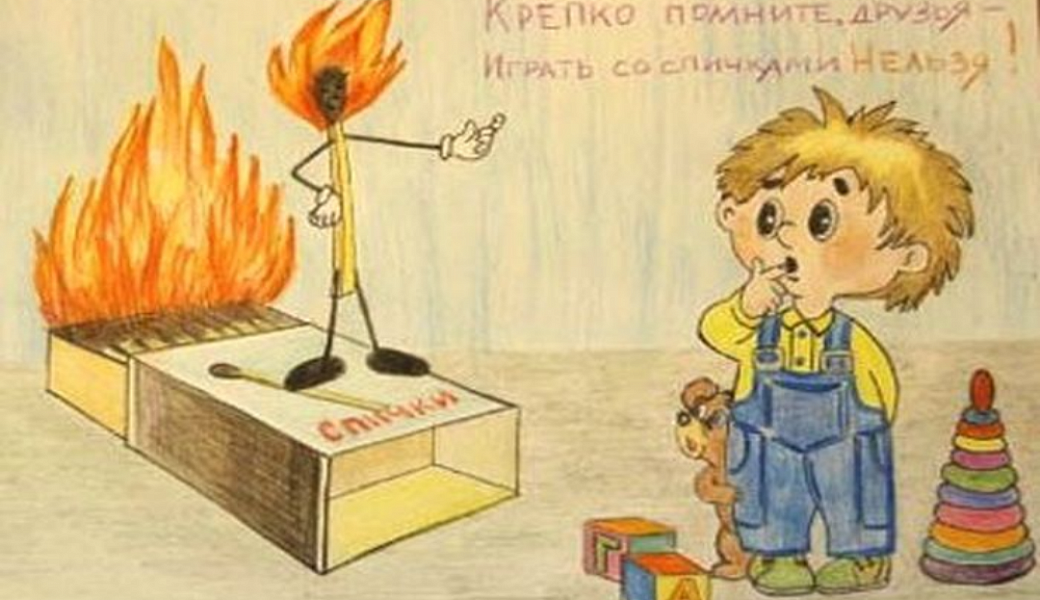 Крепко помните, друзья –
Играть со спичками Нельзя!
спички
Г
А